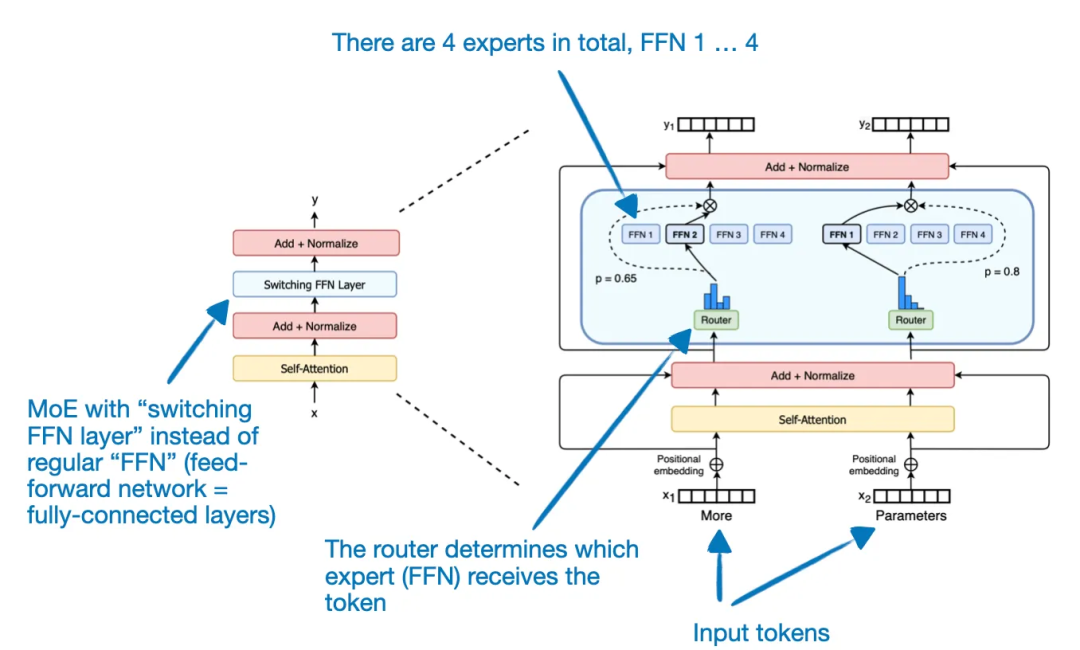 There are 4 experts in total, FFN 1 … 4
y
Add + Normalize
Switching FFN Layer
Add + Normalize
Self-Attention
x
MoE with “switching
FFN layer” instead of
regular “FFN” (feed-
forward network =
fully-connected layers)
y1
y2
Add + Normalize
FFN 1 FFN 2 FFN 3 FFN 4
FFN 1 FFN 2 FFN 3 FFN 4
p = 0.65
p = 0.8
Router
Router
Add + Normalize
Self-Attention
Positional
embedding
Positional
embedding
x1
x2
More
Parameters
The router determines which
expert (FFN) receives the
token
Input tokens